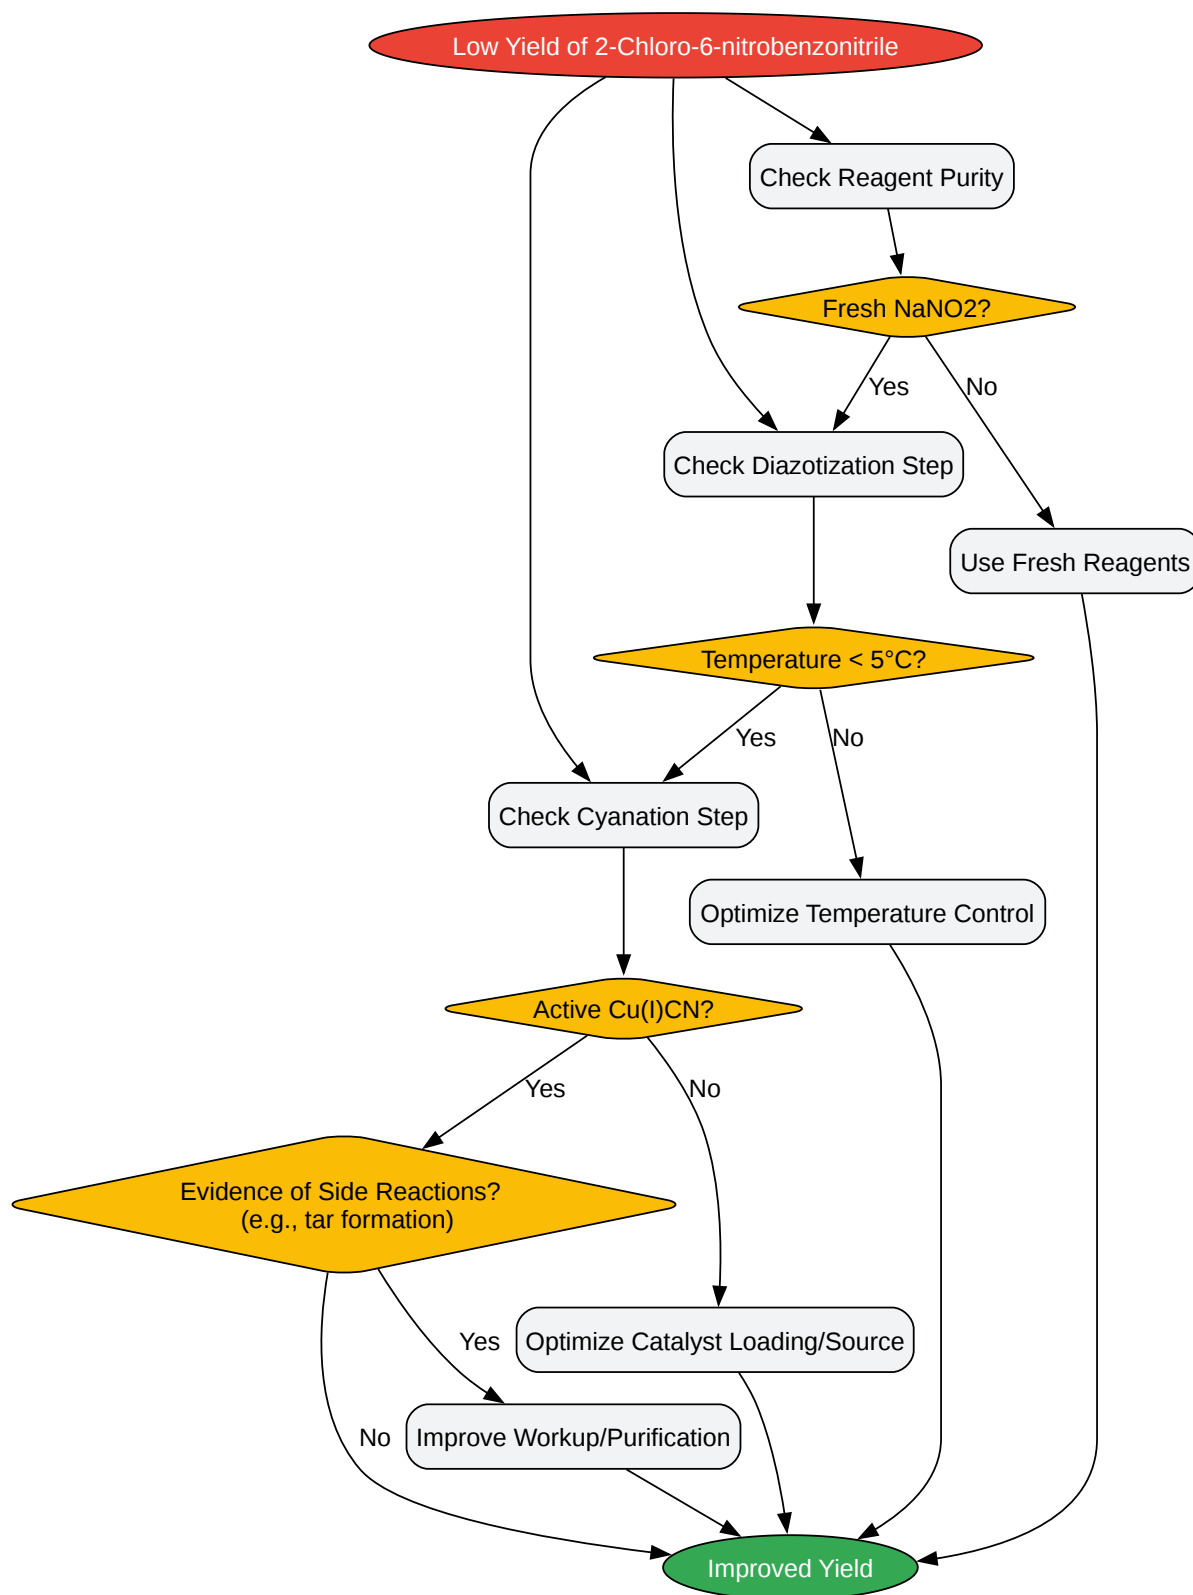 Low Yield of 2-Chloro-6-nitrobenzonitrile
Check Reagent Purity
Fresh NaNO2?
Yes
No
Check Diazotization Step
Use Fresh Reagents
Temperature < 5°C?
Yes
No
Check Cyanation Step
Optimize Temperature Control
Active Cu(I)CN?
Yes
No
Evidence of Side Reactions?
(e.g., tar formation)
Yes
Optimize Catalyst Loading/Source
No
Improve Workup/Purification
Improved Yield